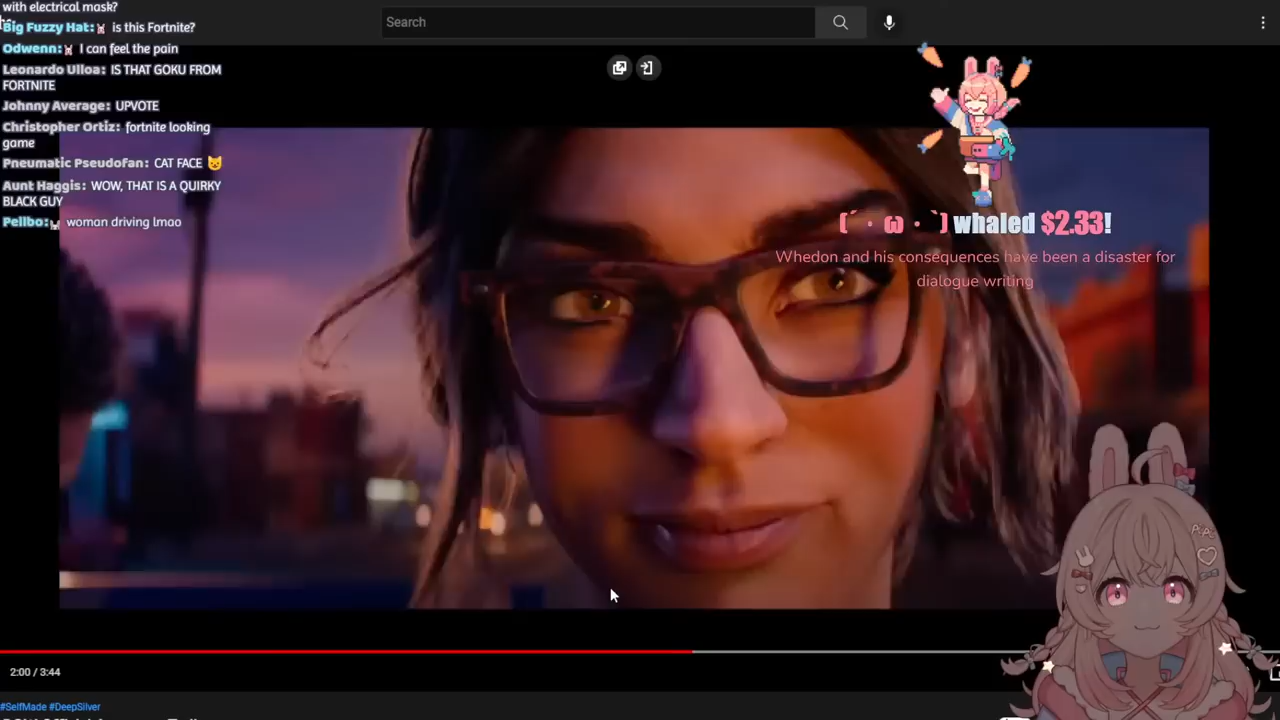 with electrical mask?
Search
Big Fuzzy Hat: is this Fortnite?
Odwenn: I can feel the pain
Leonardo Ulloa: IS THAT GOKU FROM
FORTNITE
Johnny Average: UPVOTE
Christopher Ortiz: fortnite looking
game
Pneumatic Pseudofan: CAT FACE 😼
Aunt Haggis: WOW, THAT IS A QUIRKY
BLACK GUY
Peilbo: woman driving lmao
(´・ω・`) whaled $2.33!
Whedon and his consequences have been a disaster for
dialogue writing
2:00 / 3:44
#SelfMade #DeepSilver